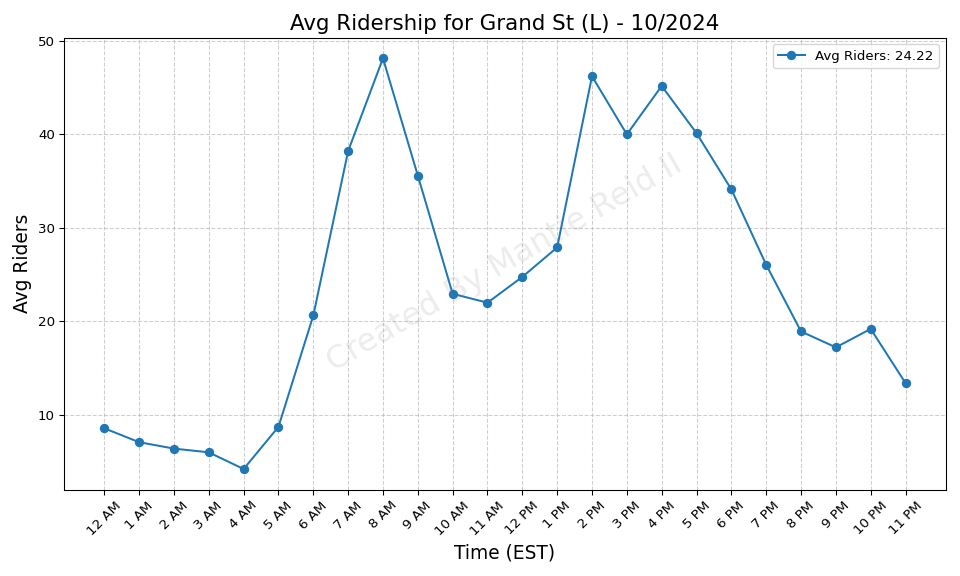 Avg Ridership for Grand St (L) - 10/2024
Avg Riders: 24.22
50
40
30
20
10
Avg Riders
Created By Mantle Reid II
12 AM
1 AM
2 AM
3 AM
4 AM
5 AM
6 AM
7 AM
8 AM
9 AM
10 AM
11 AM
12 PM
1 PM
2 PM
3 PM
4 PM
5 PM
6 PM
7 PM
8 PM
9 PM
10 PM
11 PM
Time (EST)